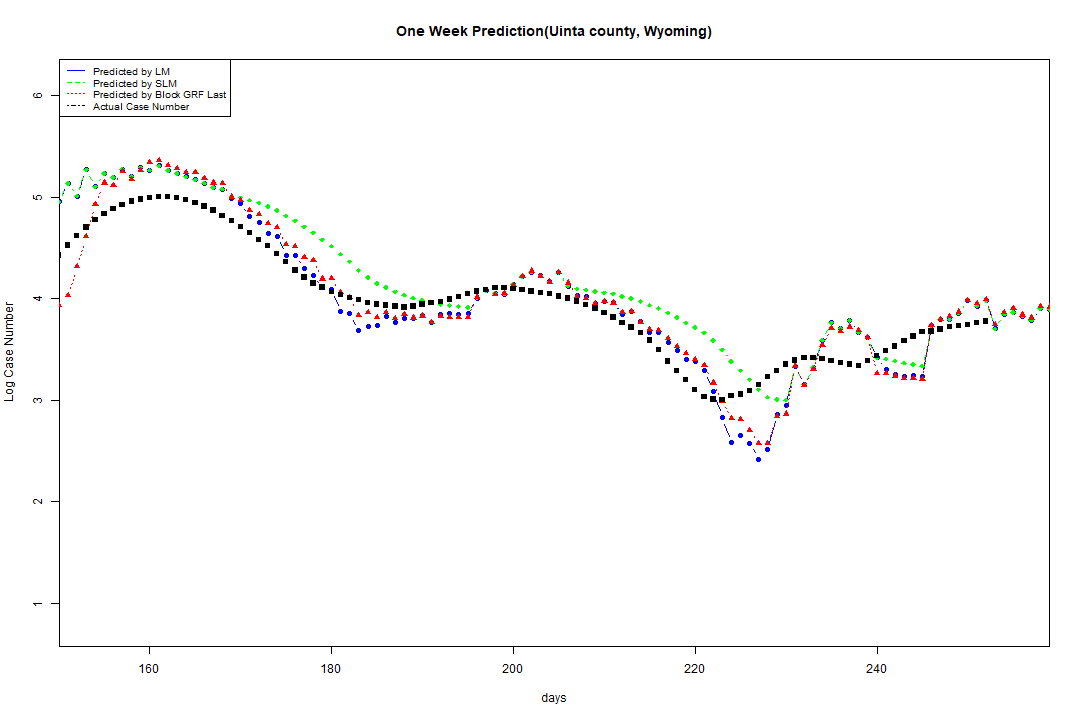 One Week Prediction(Uinta county, Wyoming)
Predicted by LM
Predicted by SLM
Predicted by Block GRF Last
Actual Case Number
6
5
4
3
2
1
Log Case Number
160 180 200 220 240
days